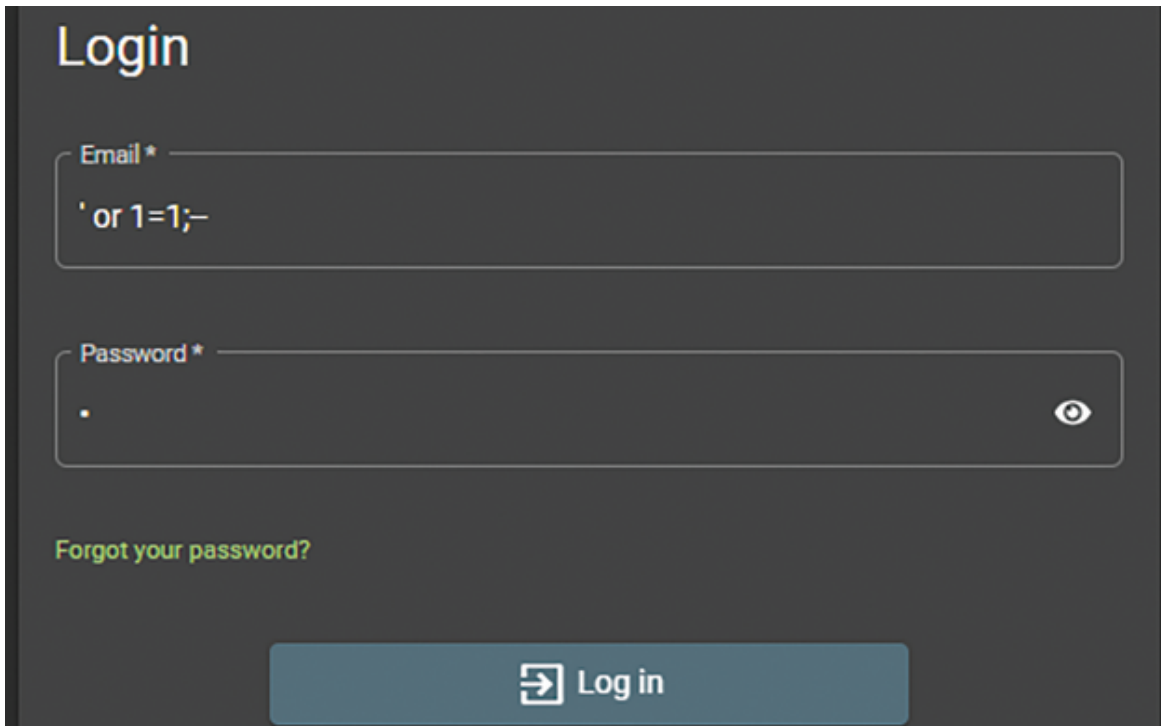 Login
Email *
' or 1=1;--
Password *
•
Forgot your password?
Log in